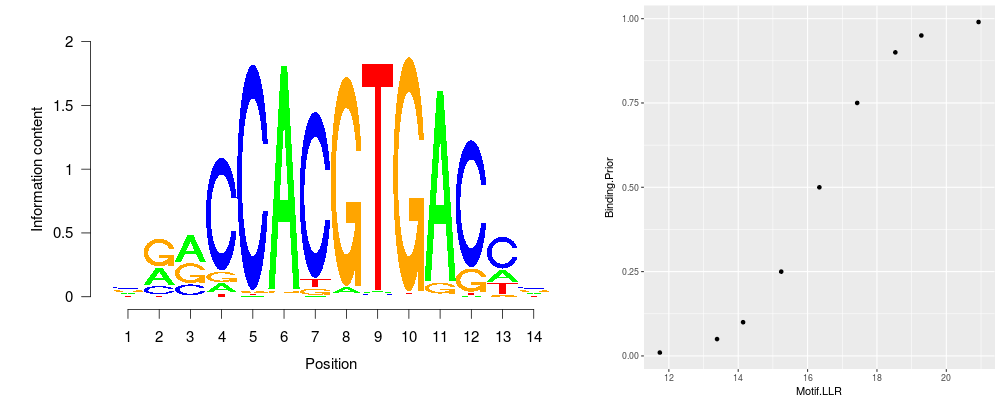 2
1.5
1
0.5
0
Information content
1 2 3 4 5 6 7 8 9 10 11 12 13 14
Position
G A C
A G C
C G A T
C
A
C T G
G A
T
G
A G
C G
C A T G
1.00
0.75
0.50
0.25
0.00
Binding.Prior
12 14 16 18 20
Motif.LLR